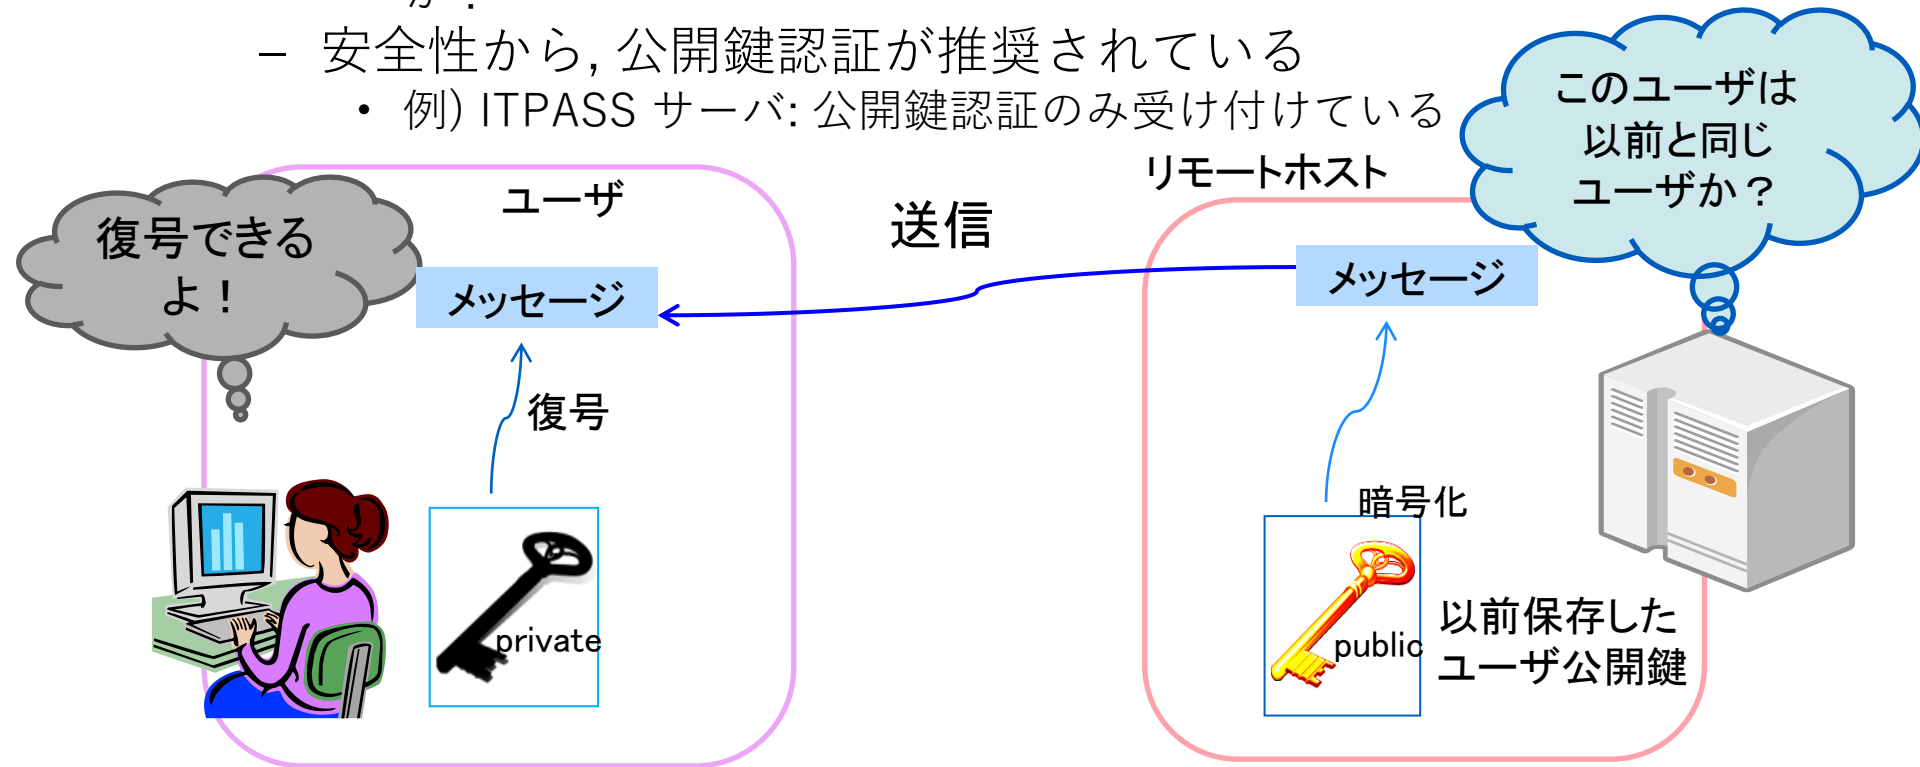 – 安全性から, 公開鍵認証が推奨されている
• 例) ITPASS サーバ: 公開鍵認証のみ受け付けている
このユーザは
以前と同じ
ユーザか？
リモートホスト
ユーザ
送信
復号できる
よ！
メッセージ
メッセージ
復号
暗号化
private
public
以前保存した
ユーザ公開鍵